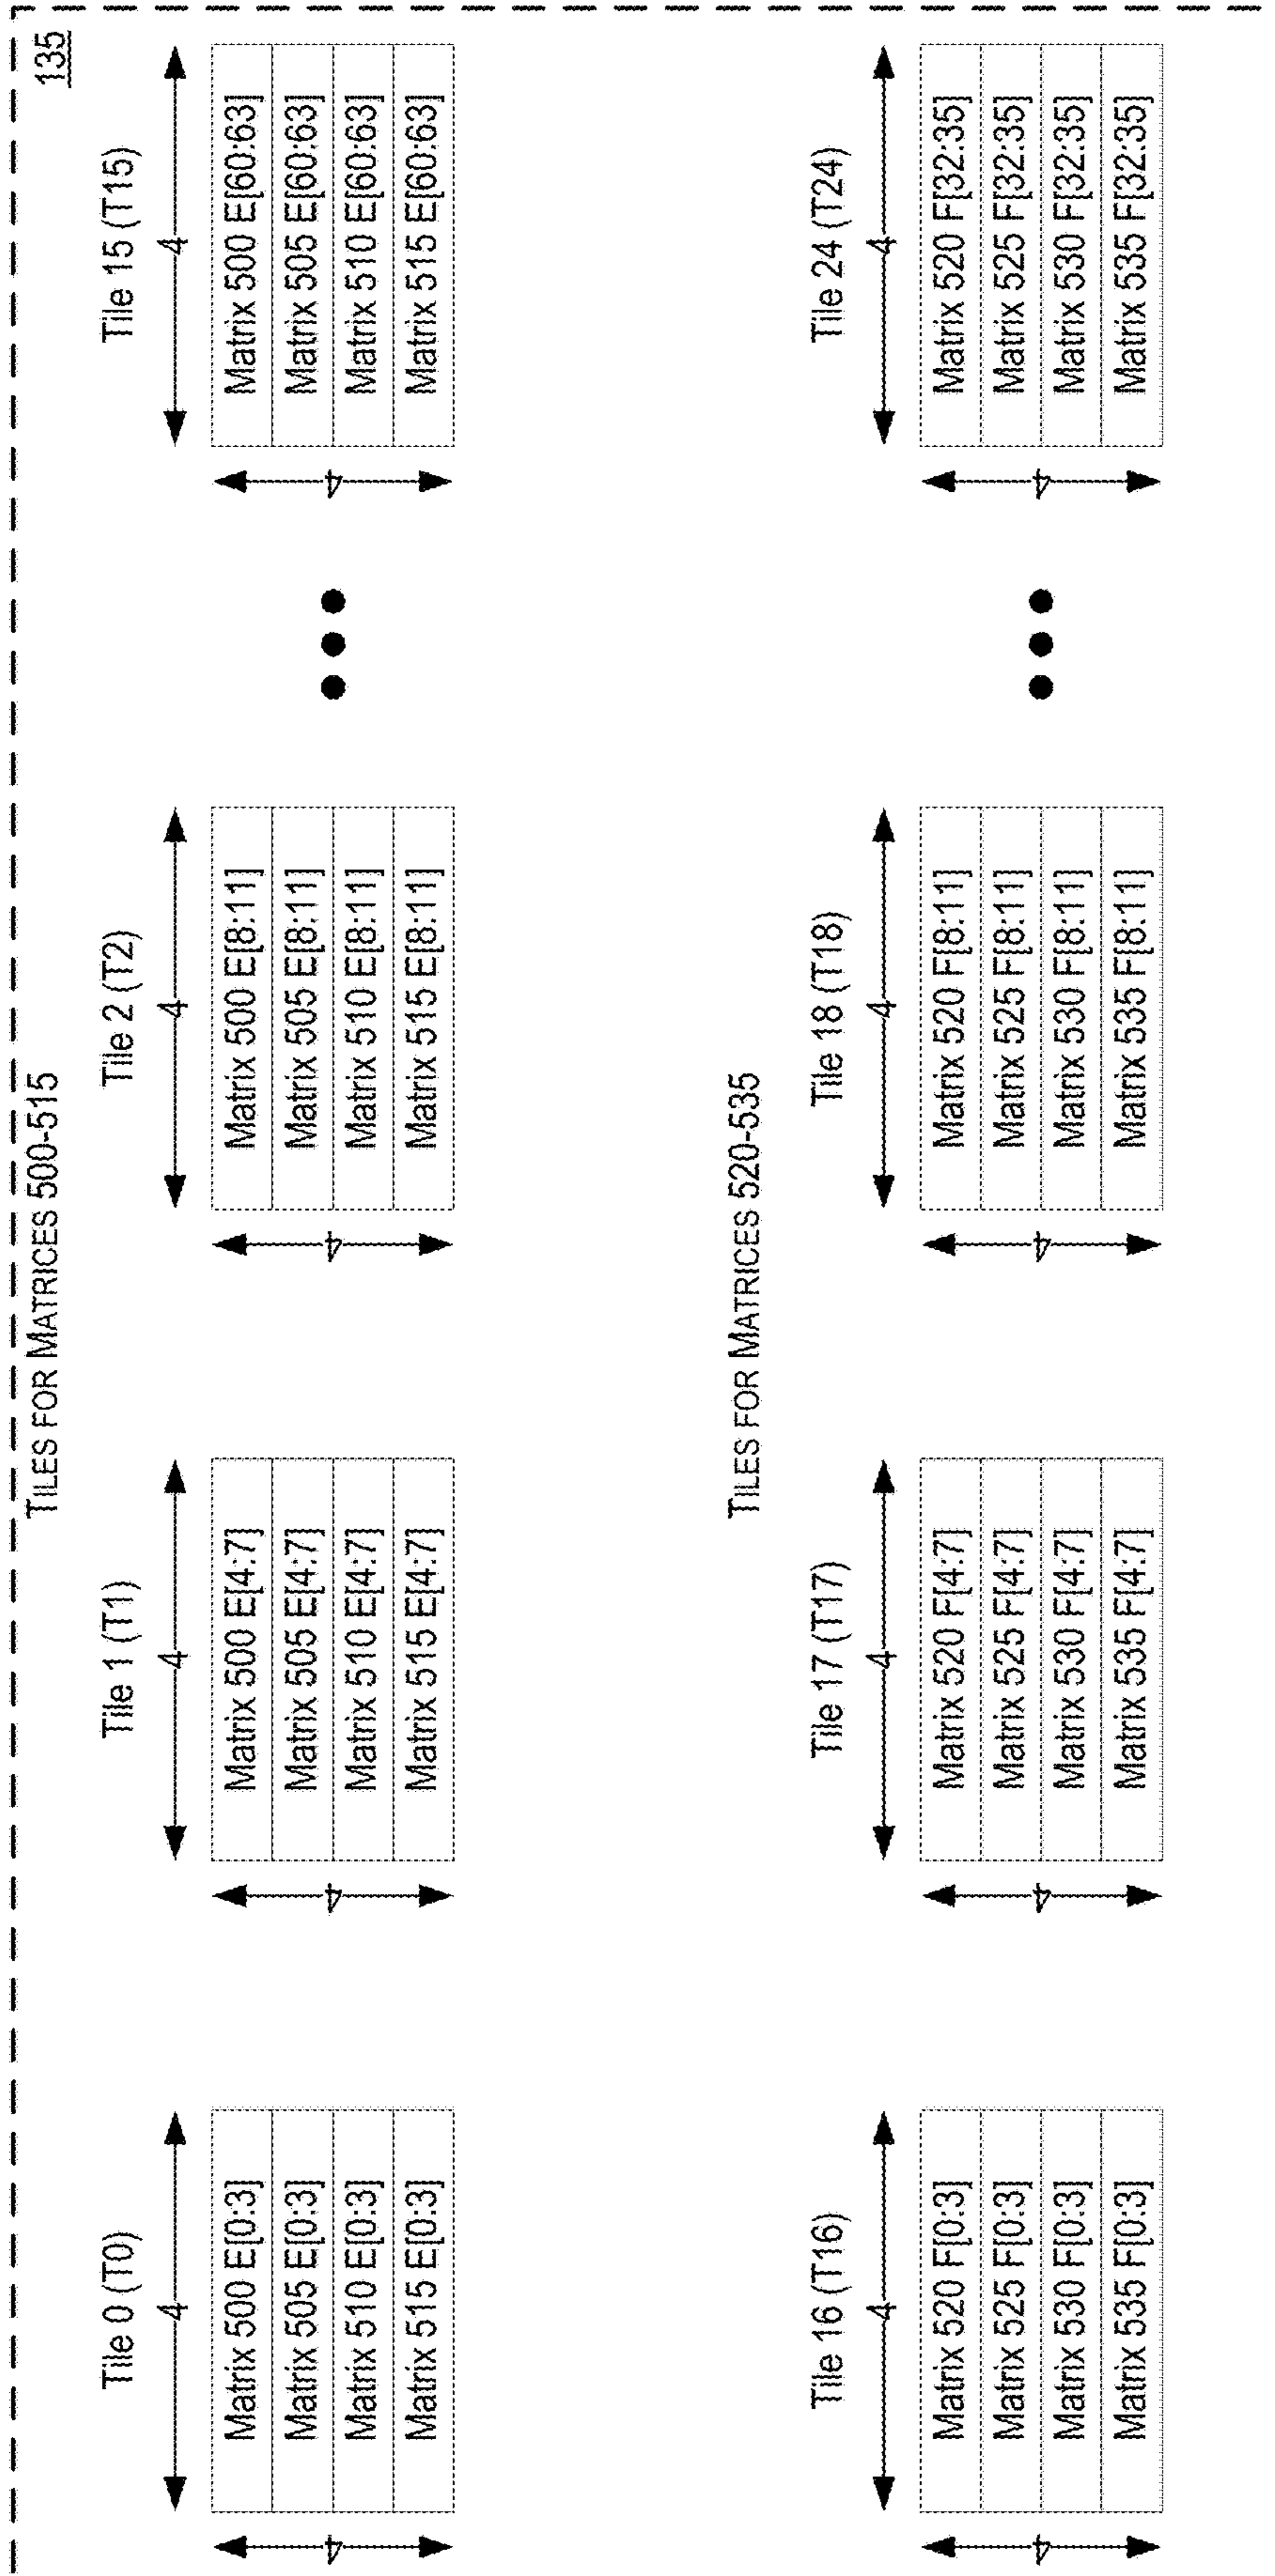 135
TILES FOR MATRICES 500-515
Tile 0 (T0)
4
4
Matrix 500 E[0:3]
Matrix 505 E[0:3]
Matrix 510 E[0:3]
Matrix 515 E[0:3]
Tile 1 (T1)
4
4
Matrix 500 E[4:7]
Matrix 505 E[4:7]
Matrix 510 E[4:7]
Matrix 515 E[4:7]
Tile 2 (T2)
4
4
Matrix 500 E[8:11]
Matrix 505 E[8:11]
Matrix 510 E[8:11]
Matrix 515 E[8:11]
Tile 15 (T15)
4
4
Matrix 500 E[60:63]
Matrix 505 E[60:63]
Matrix 510 E[60:63]
Matrix 515 E[60:63]
TILES FOR MATRICES 520-535
Tile 16 (T16)
4
4
Matrix 520 F[0:3]
Matrix 525 F[0:3]
Matrix 530 F[0:3]
Matrix 535 F[0:3]
Tile 17 (T17)
4
4
Matrix 520 F[4:7]
Matrix 525 F[4:7]
Matrix 530 F[4:7]
Matrix 535 F[4:7]
Tile 18 (T18)
4
4
Matrix 520 F[8:11]
Matrix 525 F[8:11]
Matrix 530 F[8:11]
Matrix 535 F[8:11]
Tile 24 (T24)
4
4
Matrix 520 F[32:35]
Matrix 525 F[32:35]
Matrix 530 F[32:35]
Matrix 535 F[32:35]